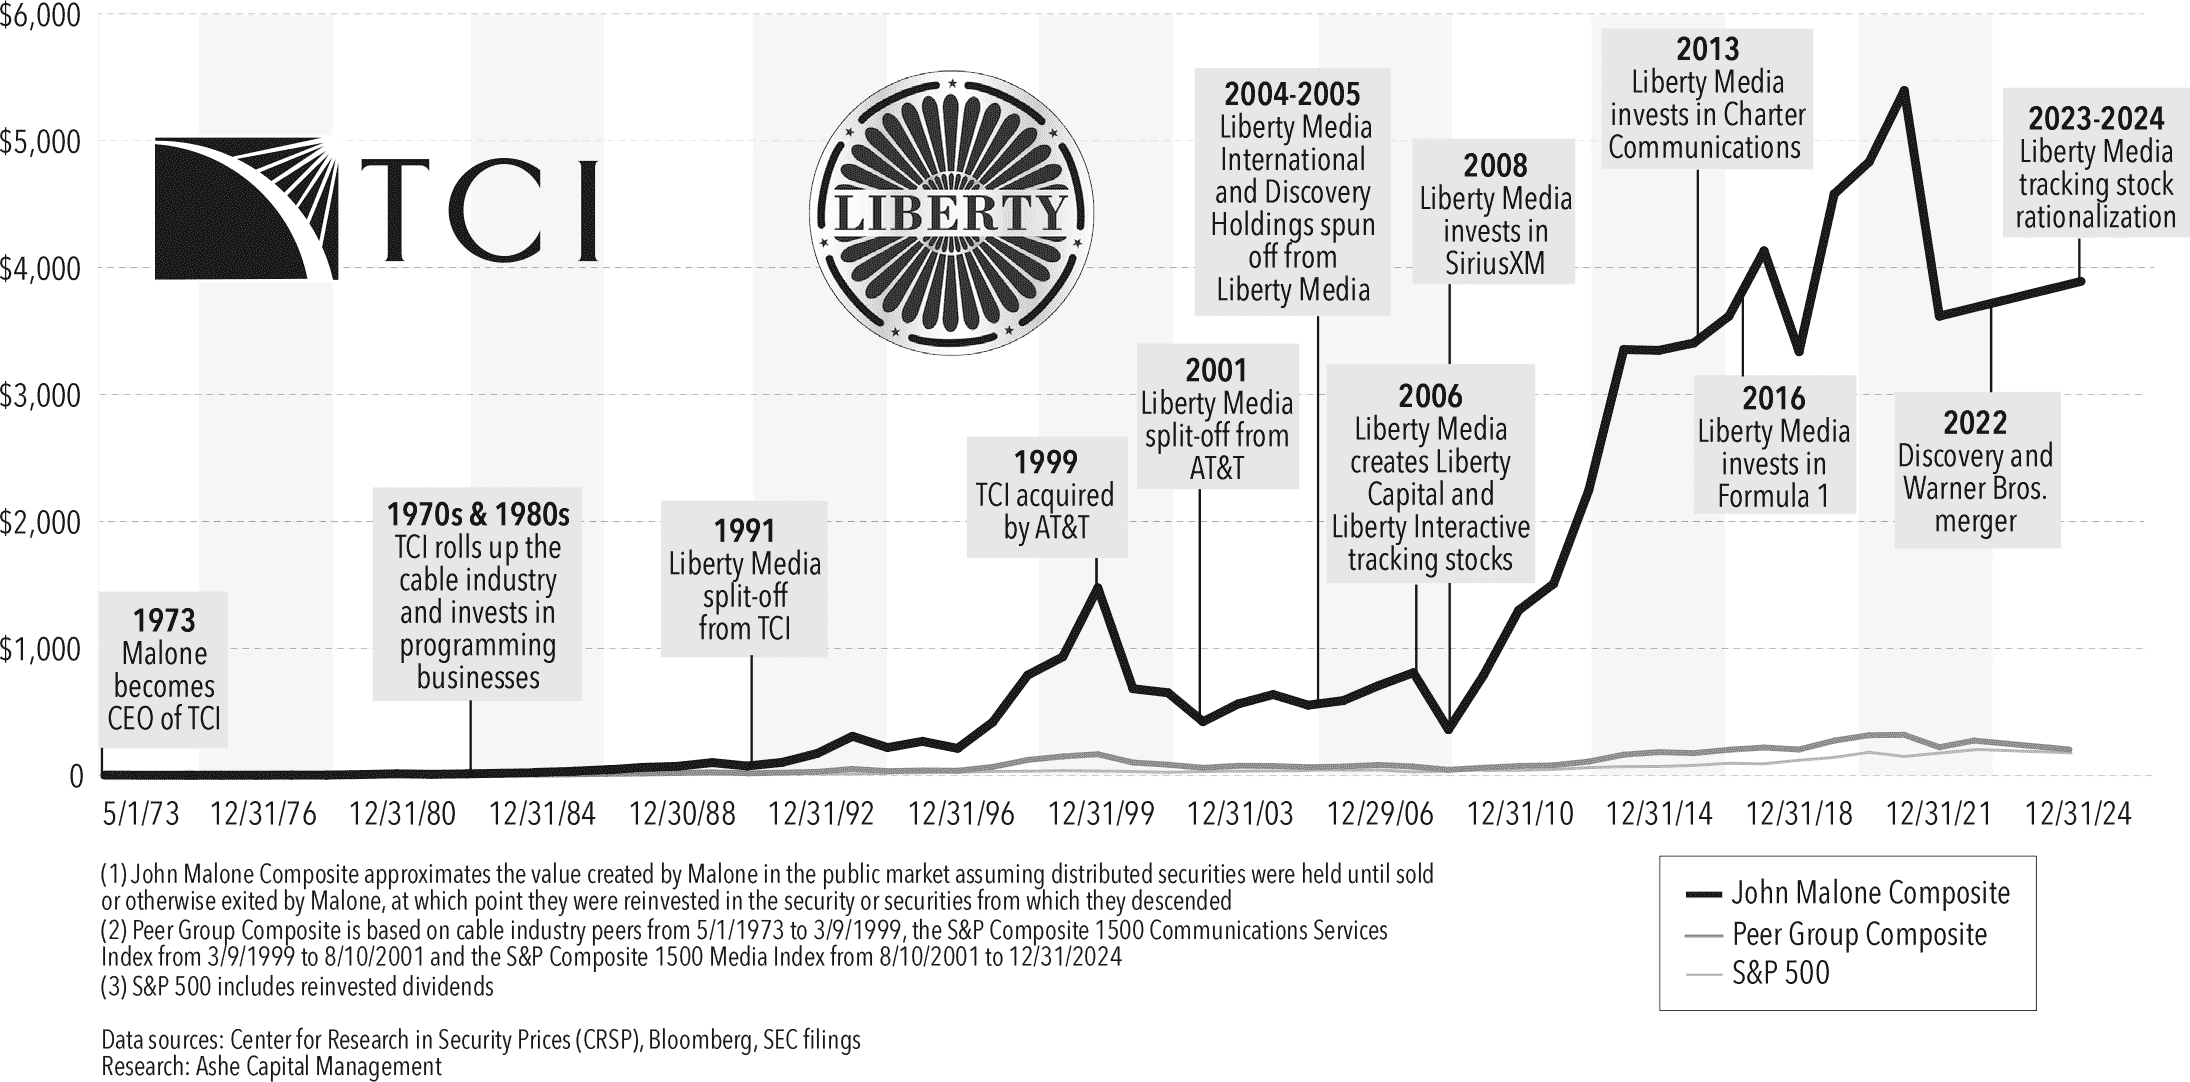 $6,000
$5,000
$4,000
$3,000
$2,000
$1,000
0
TCI
LIBERTY
1973
Malone
becomes
CEO of TCI
1970s & 1980s
TCI rolls up the
cable industry
and invests in
programming
businesses
1991
Liberty Media
split-off
from TCI
1999
TCI acquired
by AT&T
2001
Liberty Media
split-off from
AT&T
2004-2005
Liberty Media
International
and Discovery
Holdings spun
off from
Liberty Media
2006
Liberty Media
creates Liberty
Capital and
Liberty Interactive
tracking stocks
2008
Liberty Media
invests in
SiriusXM
2013
Liberty Media
invests in Charter
Communications
2016
Liberty Media
invests in
Formula 1
2022
Discovery and
Warner Bros.
merger
2023-2024
Liberty Media
tracking stock
rationalization
5/1/73 12/31/76 12/31/80 12/31/84 12/30/88 12/31/92 12/31/96 12/31/99 12/31/03 12/29/06 12/31/10 12/31/14 12/31/18 12/31/21 12/31/24
(1) John Malone Composite approximates the value created by Malone in the public market assuming distributed securities were held until sold
or otherwise exited by Malone, at which point they were reinvested in the security or securities from which they descended
(2) Peer Group Composite is based on cable industry peers from 5/1/1973 to 3/9/1999, the S&P Composite 1500 Communications Services
Index from 3/9/1999 to 8/10/2001 and the S&P Composite 1500 Media Index from 8/10/2001 to 12/31/2024
(3) S&P 500 includes reinvested dividends
Data sources: Center for Research in Security Prices (CRSP), Bloomberg, SEC filings
Research: Ashe Capital Management
John Malone Composite
Peer Group Composite
S&P 500